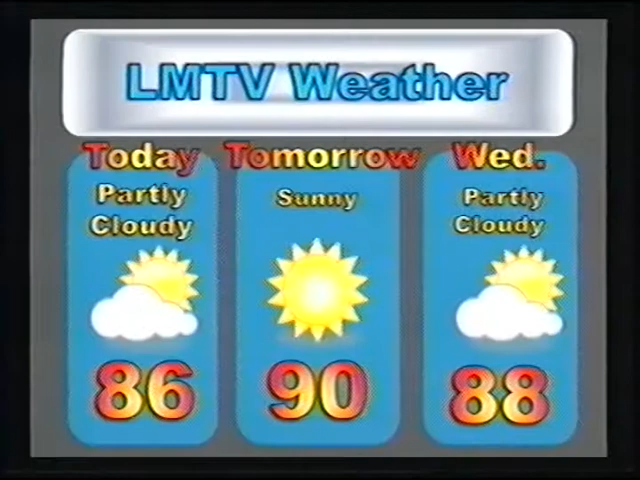 LMTV Weather
Today
Partly
Cloudy
86
Tomorrow
Sunny
90
Wed.
Partly
Cloudy
88